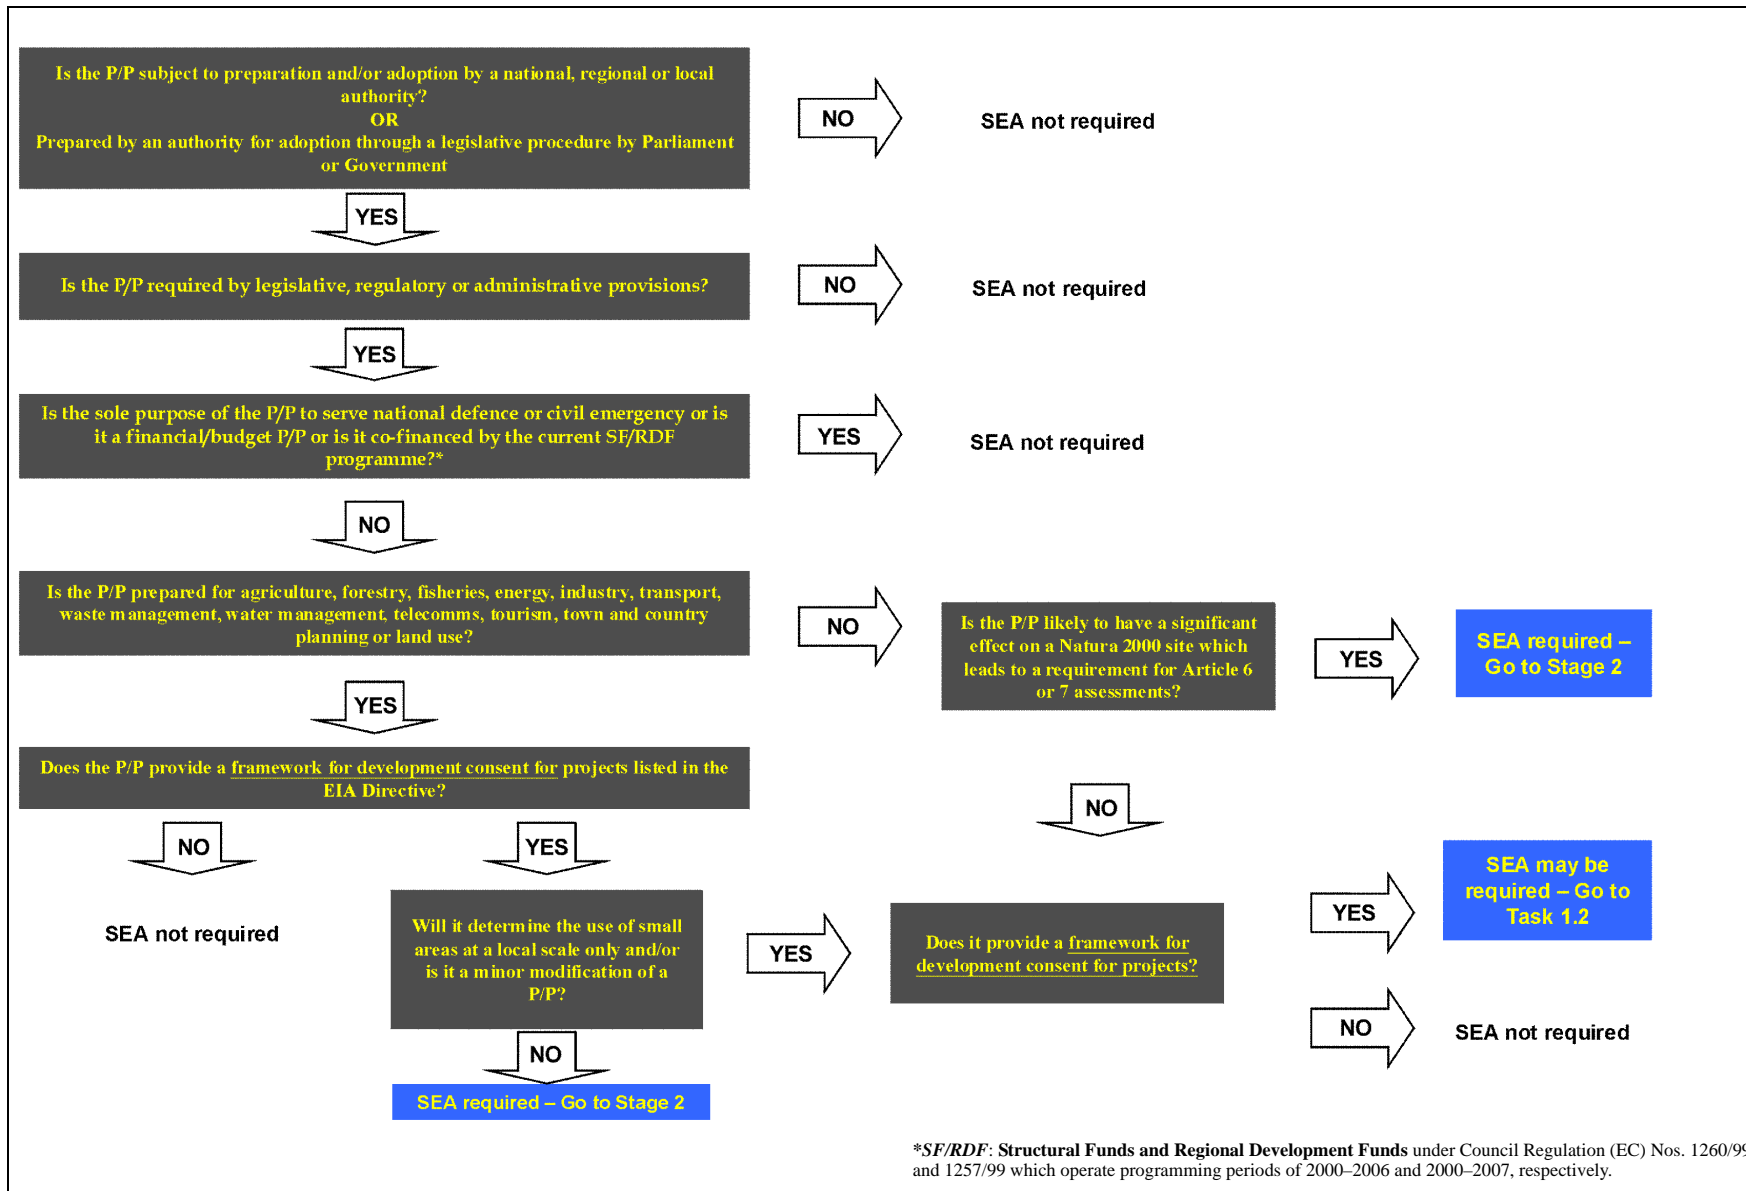 Is the P/P subject to preparation and/or adoption by a national, regional or local
authority?
OR
Prepared by an authority for adoption through a legislative procedure by Parliament
or Government
NO
SEA not required
YES
Is the P/P required by legislative, regulatory or administrative provisions?
NO
SEA not required
YES
Is the sole purpose of the P/P to serve national defence or civil emergency or is
it a financial/budget P/P or is it co-financed by the current SF/RDF
programme?*
YES
SEA not required
NO
Is the P/P prepared for agriculture, forestry, fisheries, energy, industry, transport,
waste management, water management, telecomms, tourism, town and country
planning or land use?
NO
Is the P/P likely to have a significant
effect on a Natura 2000 site which
leads to a requirement for Article 6
or 7 assessments?
YES
SEA required –
Go to Stage 2
YES
Does the P/P provide a framework for development consent for projects listed in the
EIA Directive?
NO
NO
YES
SEA not required
Will it determine the use of small
areas at a local scale only and/or
is it a minor modification of a
P/P?
YES
Does it provide a framework for
development consent for projects?
YES
SEA may be
required – Go to
Task 1.2
NO
SEA not required
NO
SEA required – Go to Stage 2
*SF/RDF: Structural Funds and Regional Development Funds under Council Regulation (EC) Nos. 1260/99
and 1257/99 which operate programming periods of 2000–2006 and 2000–2007, respectively.